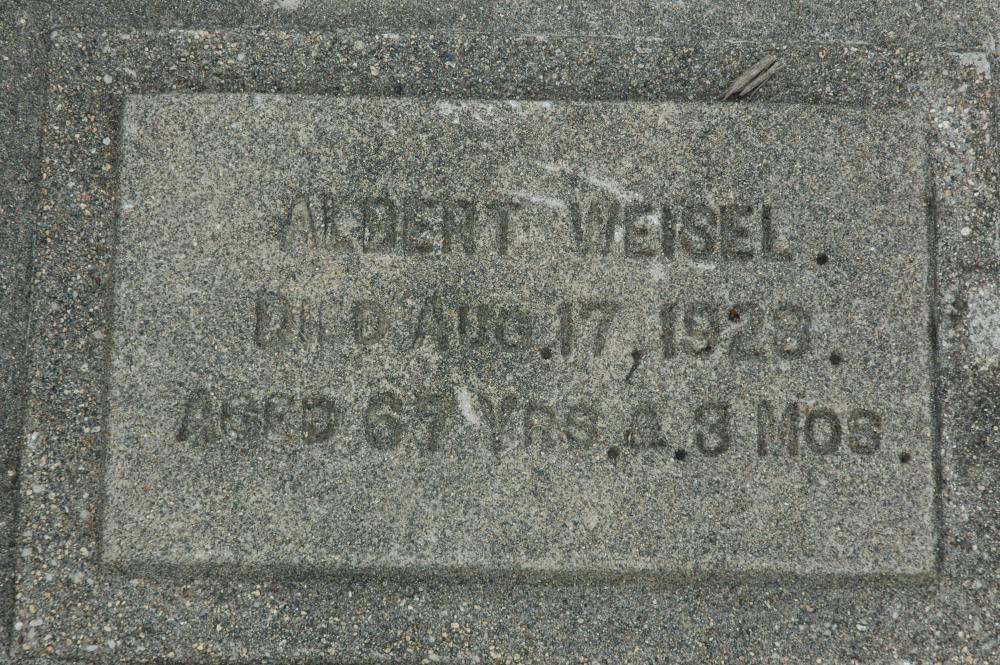 ALBERT WEISEL.
DIED AUG. 17, 1923.
AGED 67 YRS. & 3 MOS.